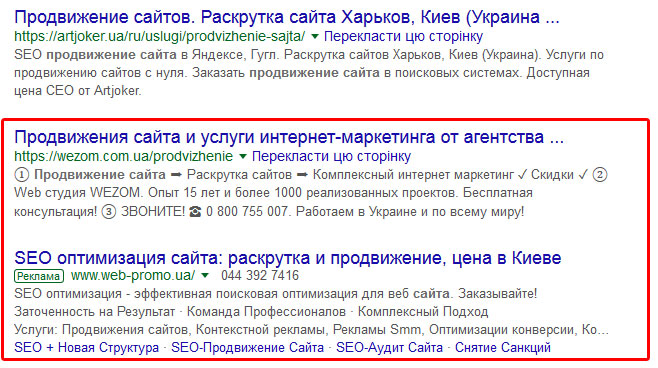 Продвижение сайтов. Раскрутка сайта Харьков, Киев (Украина ...
https://artjoker.ua/ru/uslugi/prodvizhenie-sajta/ ▼ Перекласти цю сторінку
SEO продвижение сайта в Яндексе, Гугл. Раскрутка сайтов Харьков, Киев (Украина). Услуги по
продвижению сайтов с нуля. Заказать продвижение сайта в поисковых системах. Доступная
цена СЕО от Artjoker.
Продвижения сайта и услуги интернет-маркетинга от агентства ...
https://wezom.com.ua/prodvizhenie ▼ Перекласти цю сторінку
① Продвижение сайта ➡ Раскрутка сайтов ➡ Комплексный интернет маркетинг ✓ Скидки ✓ ②
Web студия WEZOM. Опыт 15 лет и более 1000 реализованных проектов. Бесплатная
консультация! ③ ЗВОНИТЕ! ☎ 0 800 755 007. Работаем в Украине и по всему миру!
SEO оптимизация сайта: раскрутка и продвижение, цена в Киеве
Реклама www.web-promo.ua/ ▼ 044 392 7416
SEO оптимизация - эффективная поисковая оптимизация для веб сайта. Заказывайте!
Заточенность на Результат · Команда Профессионалов · Комплексный Подход
Услуги: Продвижения сайтов, Контекстной рекламы, Рекламы Smm, Оптимизации конверсии, Ко...
SEO + Новая Структура · SEO-Продвижение Сайта · SEO-Аудит Сайта · Снятие Санкций